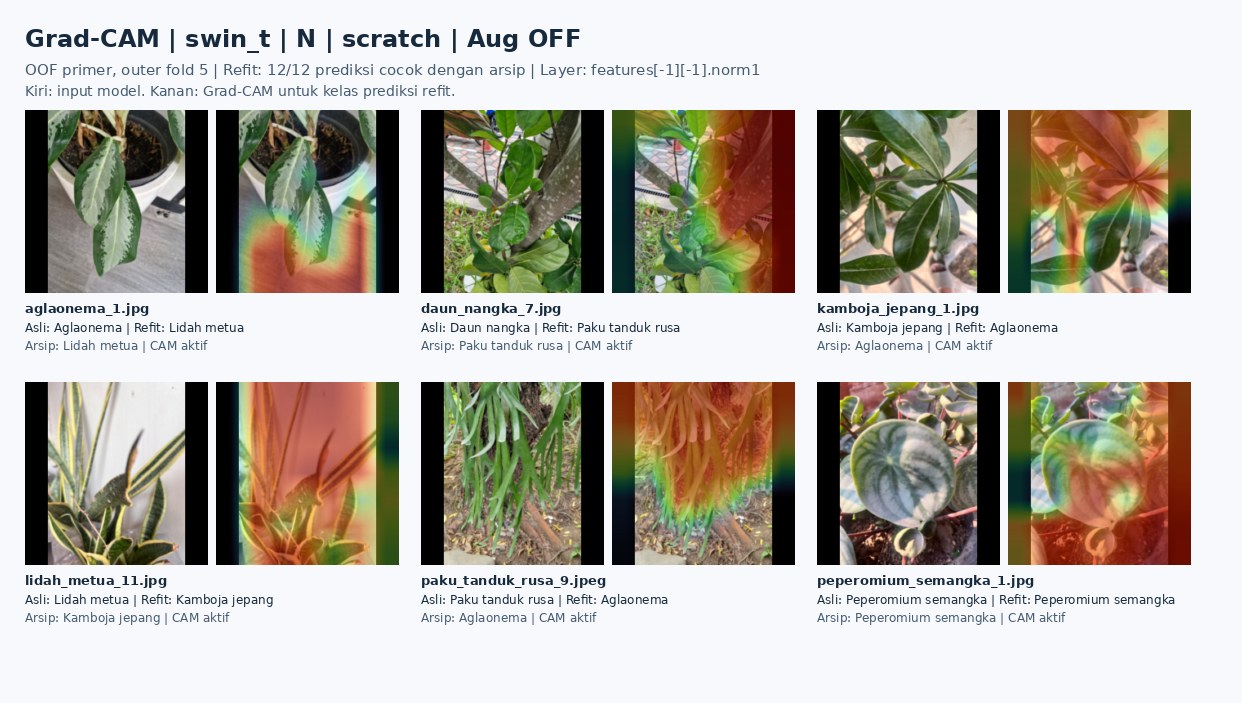 Grad-CAM | swin_t | N | scratch | Aug OFF
OOF primer, outer fold 5 | Refit: 12/12 prediksi cocok dengan arsip | Layer: features[-1][-1].norm1
Kiri: input model. Kanan: Grad-CAM untuk kelas prediksi refit.
aglaonema_1.jpg
Asli: Aglaonema | Refit: Lidah metua
Arsip: Lidah metua | CAM aktif
daun_nangka_7.jpg
Asli: Daun nangka | Refit: Paku tanduk rusa
Arsip: Paku tanduk rusa | CAM aktif
kamboja_jepang_1.jpg
Asli: Kamboja jepang | Refit: Aglaonema
Arsip: Aglaonema | CAM aktif
lidah_metua_11.jpg
Asli: Lidah metua | Refit: Kamboja jepang
Arsip: Kamboja jepang | CAM aktif
paku_tanduk_rusa_9.jpeg
Asli: Paku tanduk rusa | Refit: Aglaonema
Arsip: Aglaonema | CAM aktif
peperomium_semangka_1.jpg
Asli: Peperomium semangka | Refit: Peperomium semangka
Arsip: Peperomium semangka | CAM aktif